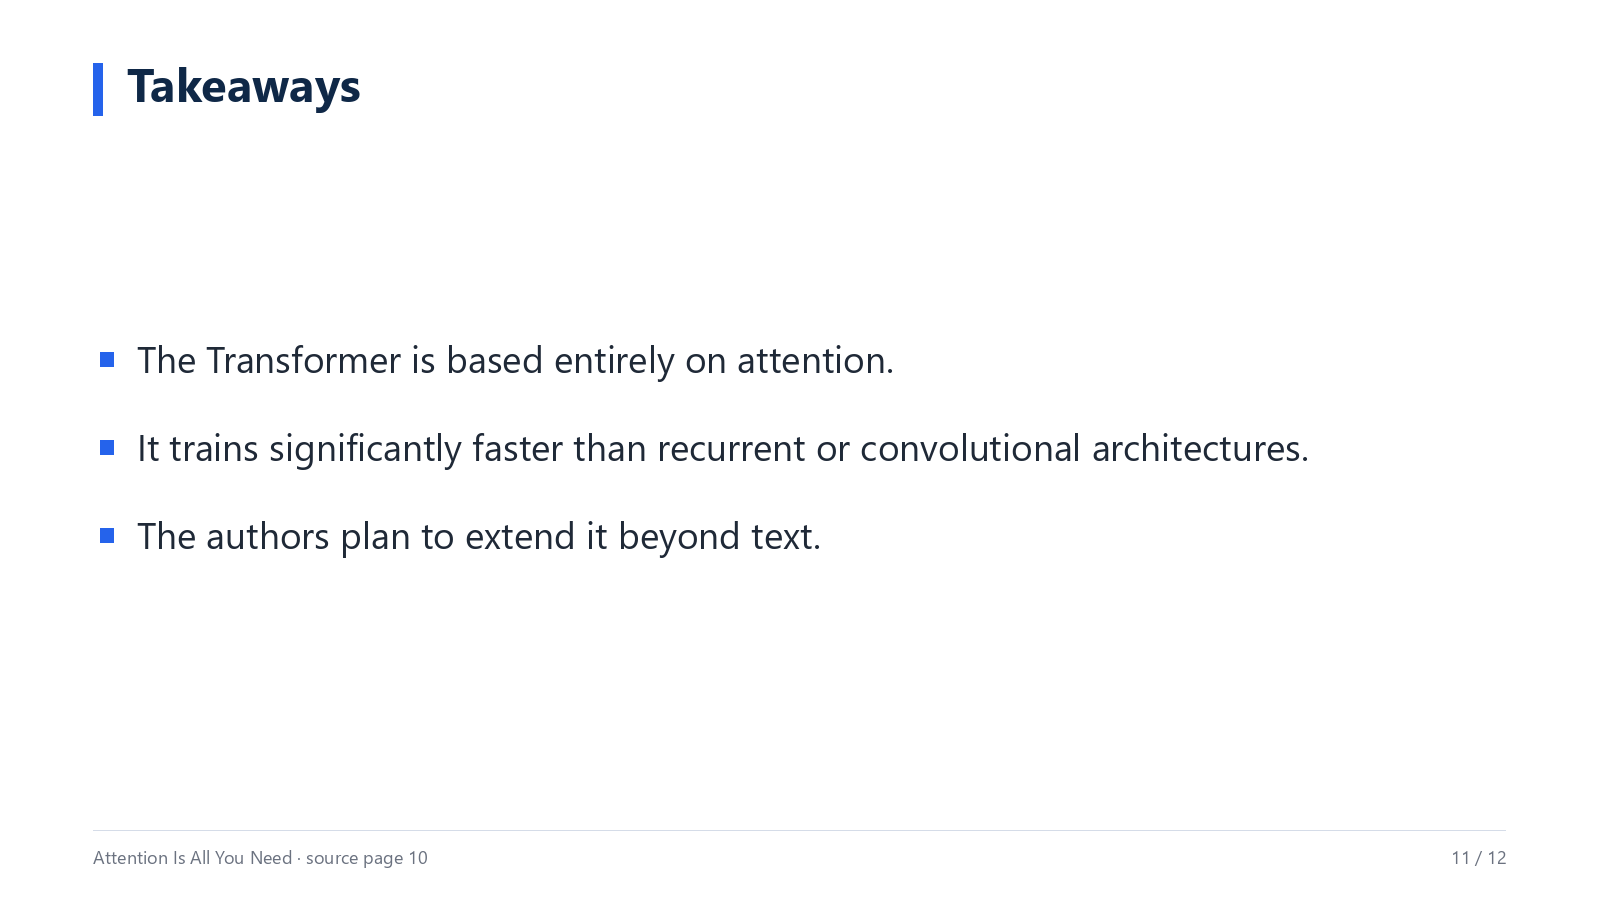 Takeaways
The Transformer is based entirely on attention.
It trains significantly faster than recurrent or convolutional architectures.
The authors plan to extend it beyond text.
Attention Is All You Need · source page 10
11 / 12